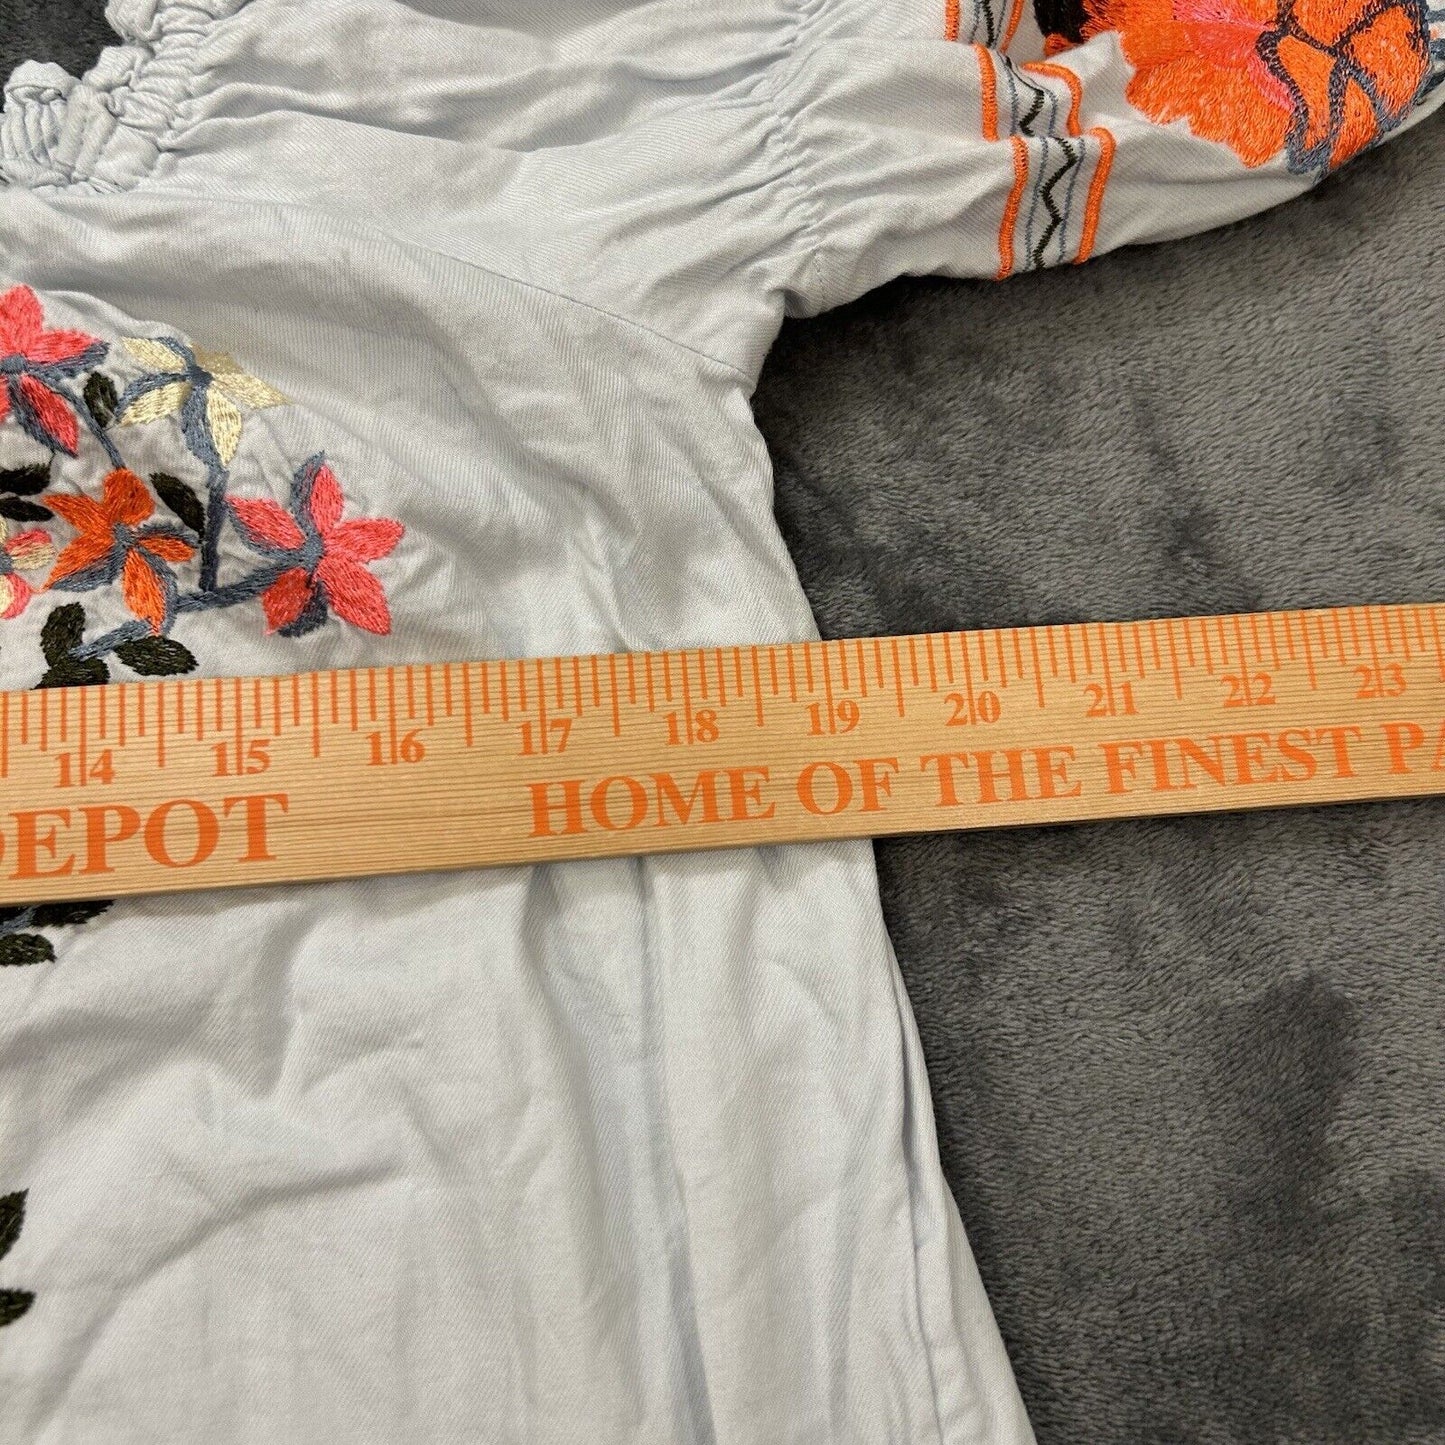 14 15 16 17 18 19 20 21 22 23
DEPOT HOME OF THE FINEST PA